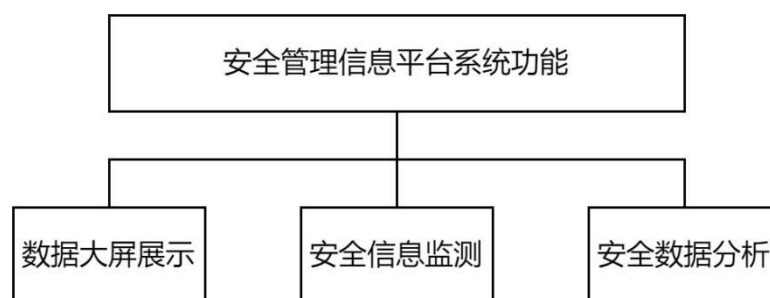 安全管理信息平台系统功能
数据大屏展示
安全信息监测
安全数据分析